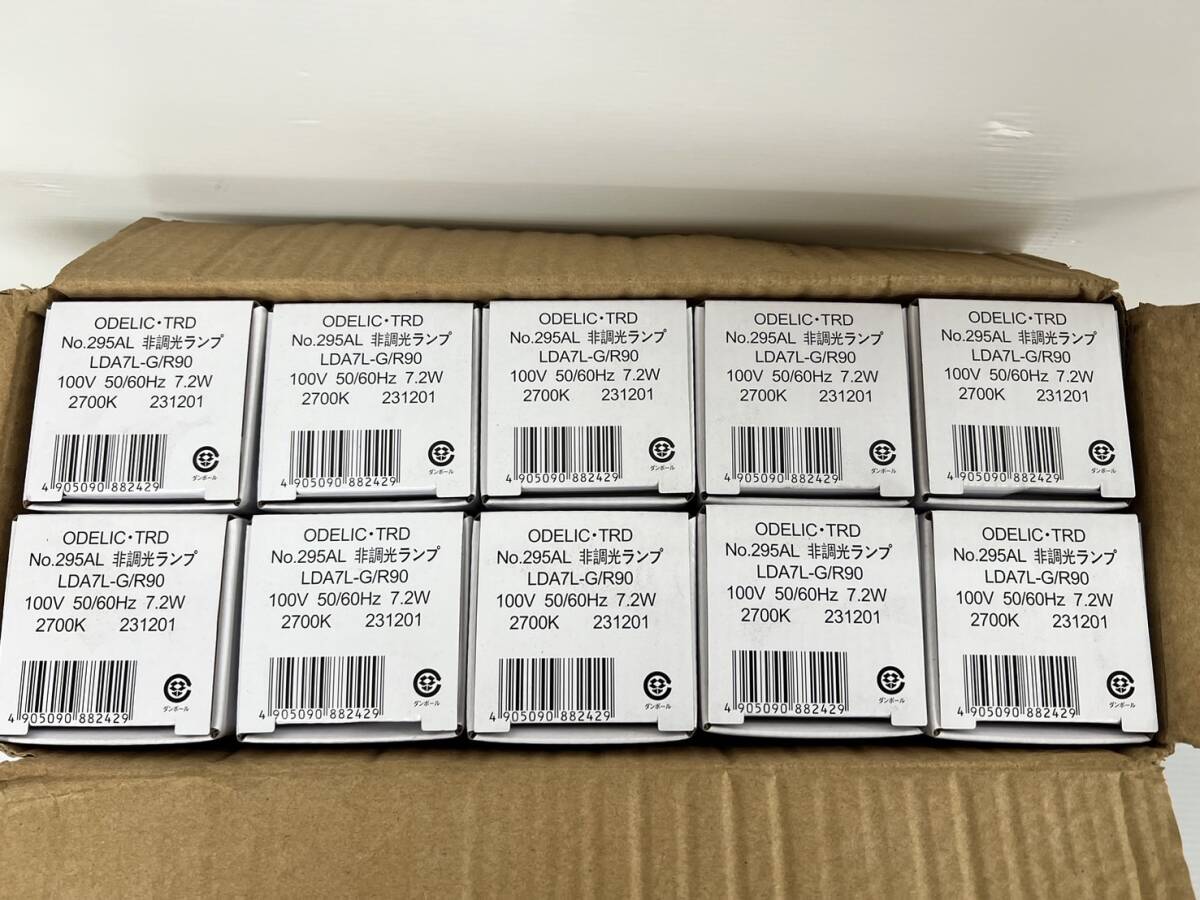 ODELIC・TRD
No.295AL 非調光ランプ
LDA7L-G/R90
100V 50/60Hz 7.2W
2700K 231201
4 905090 882429
ダンボール
ODELIC・TRD
No.295AL 非調光ランプ
LDA7L-G/R90
100V 50/60Hz 7.2W
2700K 231201
4 905090 882429
ダンボール
ODELIC・TRD
No.295AL 非調光ランプ
LDA7L-G/R90
100V 50/60Hz 7.2W
2700K 231201
4 905090 882429
ダンボール
ODELIC・TRD
No.295AL 非調光ランプ
LDA7L-G/R90
100V 50/60Hz 7.2W
2700K 231201
4 905090 882429
ダンボール
ODELIC・TRD
No.295AL 非調光ランプ
LDA7L-G/R90
100V 50/60Hz 7.2W
2700K 231201
4 905090 882429
ダンボール
ODELIC・TRD
No.295AL 非調光ランプ
LDA7L-G/R90
100V 50/60Hz 7.2W
2700K 231201
4 905090 882429
ダンボール
ODELIC・TRD
No.295AL 非調光ランプ
LDA7L-G/R90
100V 50/60Hz 7.2W
2700K 231201
4 905090 882429
ダンボール
ODELIC・TRD
No.295AL 非調光ランプ
LDA7L-G/R90
100V 50/60Hz 7.2W
2700K 231201
4 905090 882429
ダンボール
ODELIC・TRD
No.295AL 非調光ランプ
LDA7L-G/R90
100V 50/60Hz 7.2W
2700K 231201
4 905090 882429
ダンボール
ODELIC・TRD
No.295AL 非調光ランプ
LDA7L-G/R90
100V 50/60Hz 7.2W
2700K 231201
4 905090 882429
ダンボール